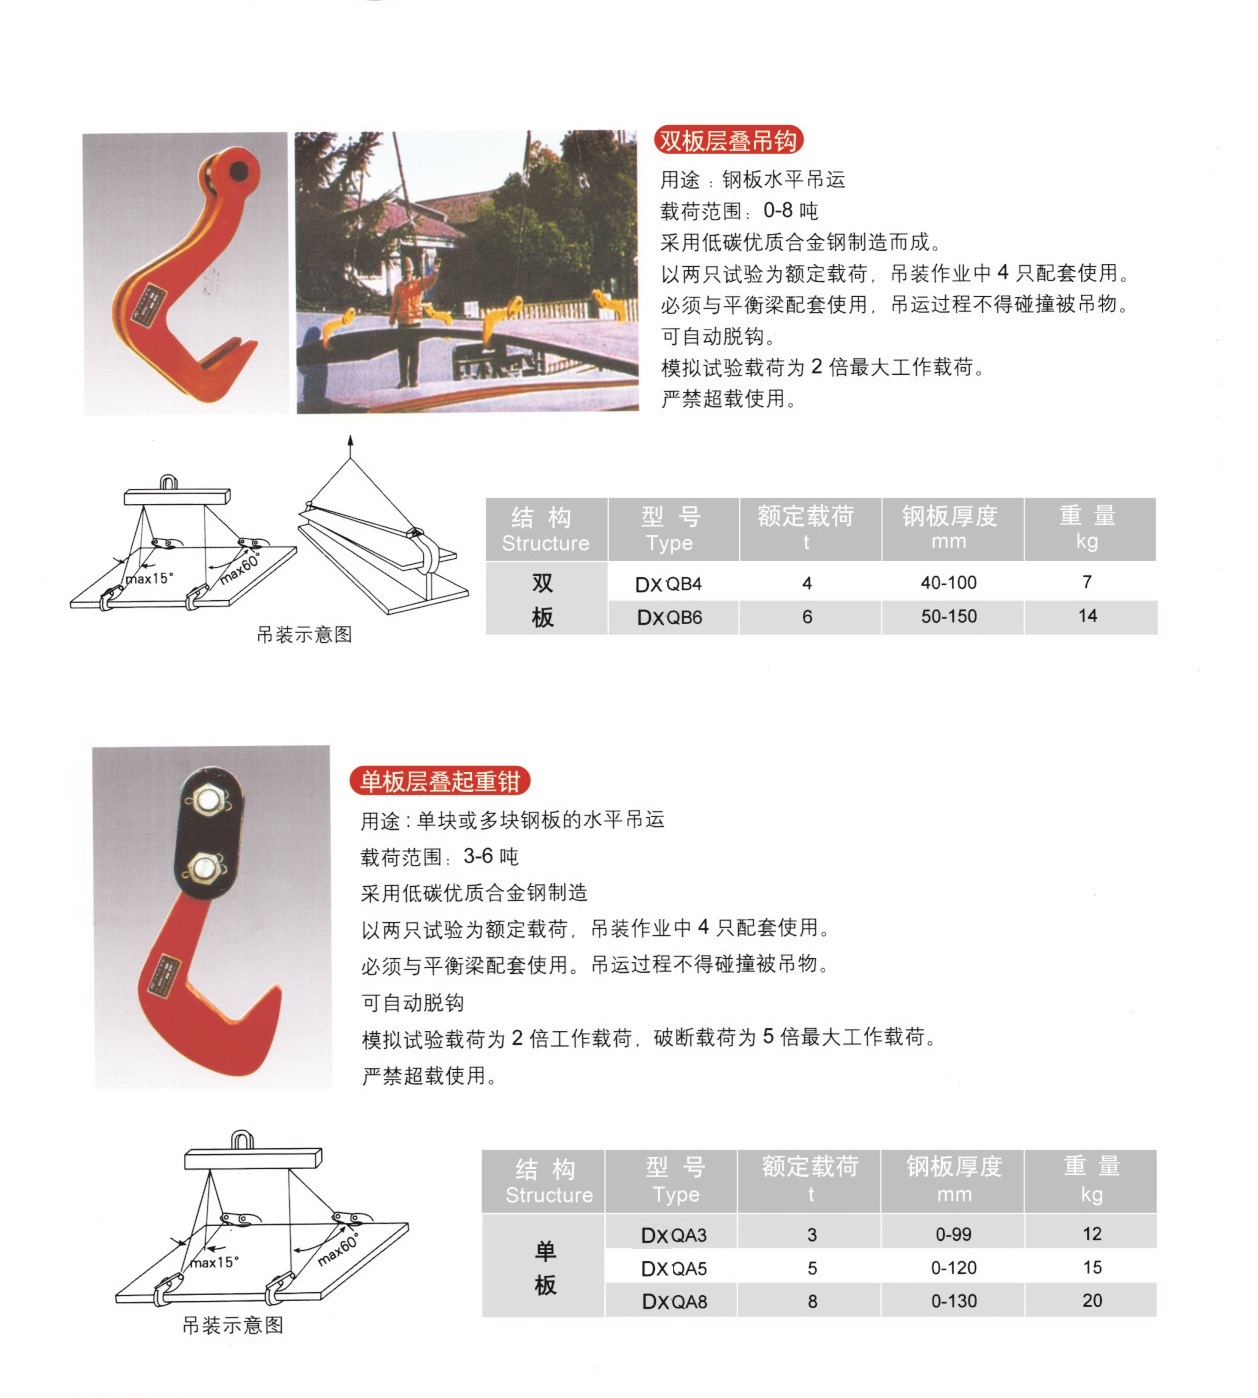 双板层叠吊钩
用途：钢板水平吊运
载荷范围：0-8 吨
采用低碳优质合金钢制造而成。
以两只试验为额定载荷，吊装作业中 4 只配套使用。
必须与平衡梁配套使用，吊运过程不得碰撞被吊物。
可自动脱钩。
模拟试验载荷为 2 倍最大工作载荷。
严禁超载使用。
max15°
max60°
吊装示意图
结 构 型 号 额定载荷 钢板厚度 重 量
Structure Type t mm kg
双板
DXQB4 4 40-100 7
DXQB6 6 50-150 14
单板层叠起重钳
用途：单块或多块钢板的水平吊运
载荷范围：3-6 吨
采用低碳优质合金钢制造
以两只试验为额定载荷，吊装作业中 4 只配套使用。
必须与平衡梁配套使用。吊运过程不得碰撞被吊物。
可自动脱钩
模拟试验载荷为 2 倍工作载荷，破断载荷为 5 倍最大工作载荷。
严禁超载使用。
max15°
max60°
吊装示意图
结 构 型 号 额定载荷 钢板厚度 重 量
Structure Type t mm kg
单板
DXQA3 3 0-99 12
DXQA5 5 0-120 15
DXQA8 8 0-130 20